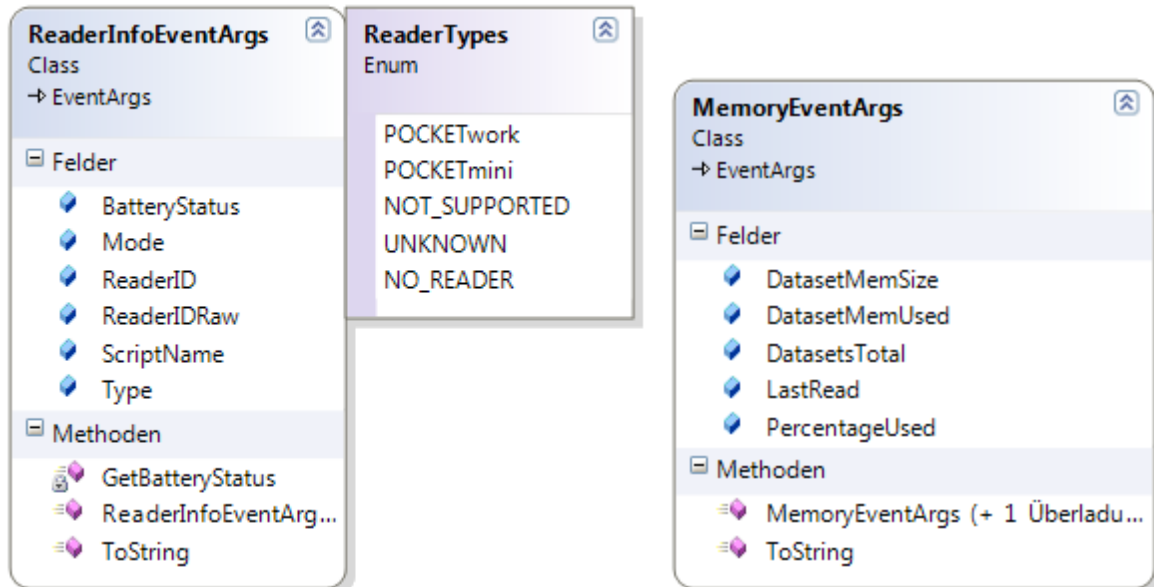 ReaderInfoEventArgs
Class
EventArgs
Felder
BatteryStatus
Mode
ReaderID
ReaderIDRaw
ScriptName
Type
Methoden
GetBatteryStatus
ReaderInfoEventArg...
ToString
ReaderTypes
Enum
POCKETwork
POCKETmini
NOT_SUPPORTED
UNKNOWN
NO_READER
MemoryEventArgs
Class
EventArgs
Felder
DatasetMemSize
DatasetMemUsed
DatasetsTotal
LastRead
PercentageUsed
Methoden
MemoryEventArgs (+ 1 Überladu...
ToString